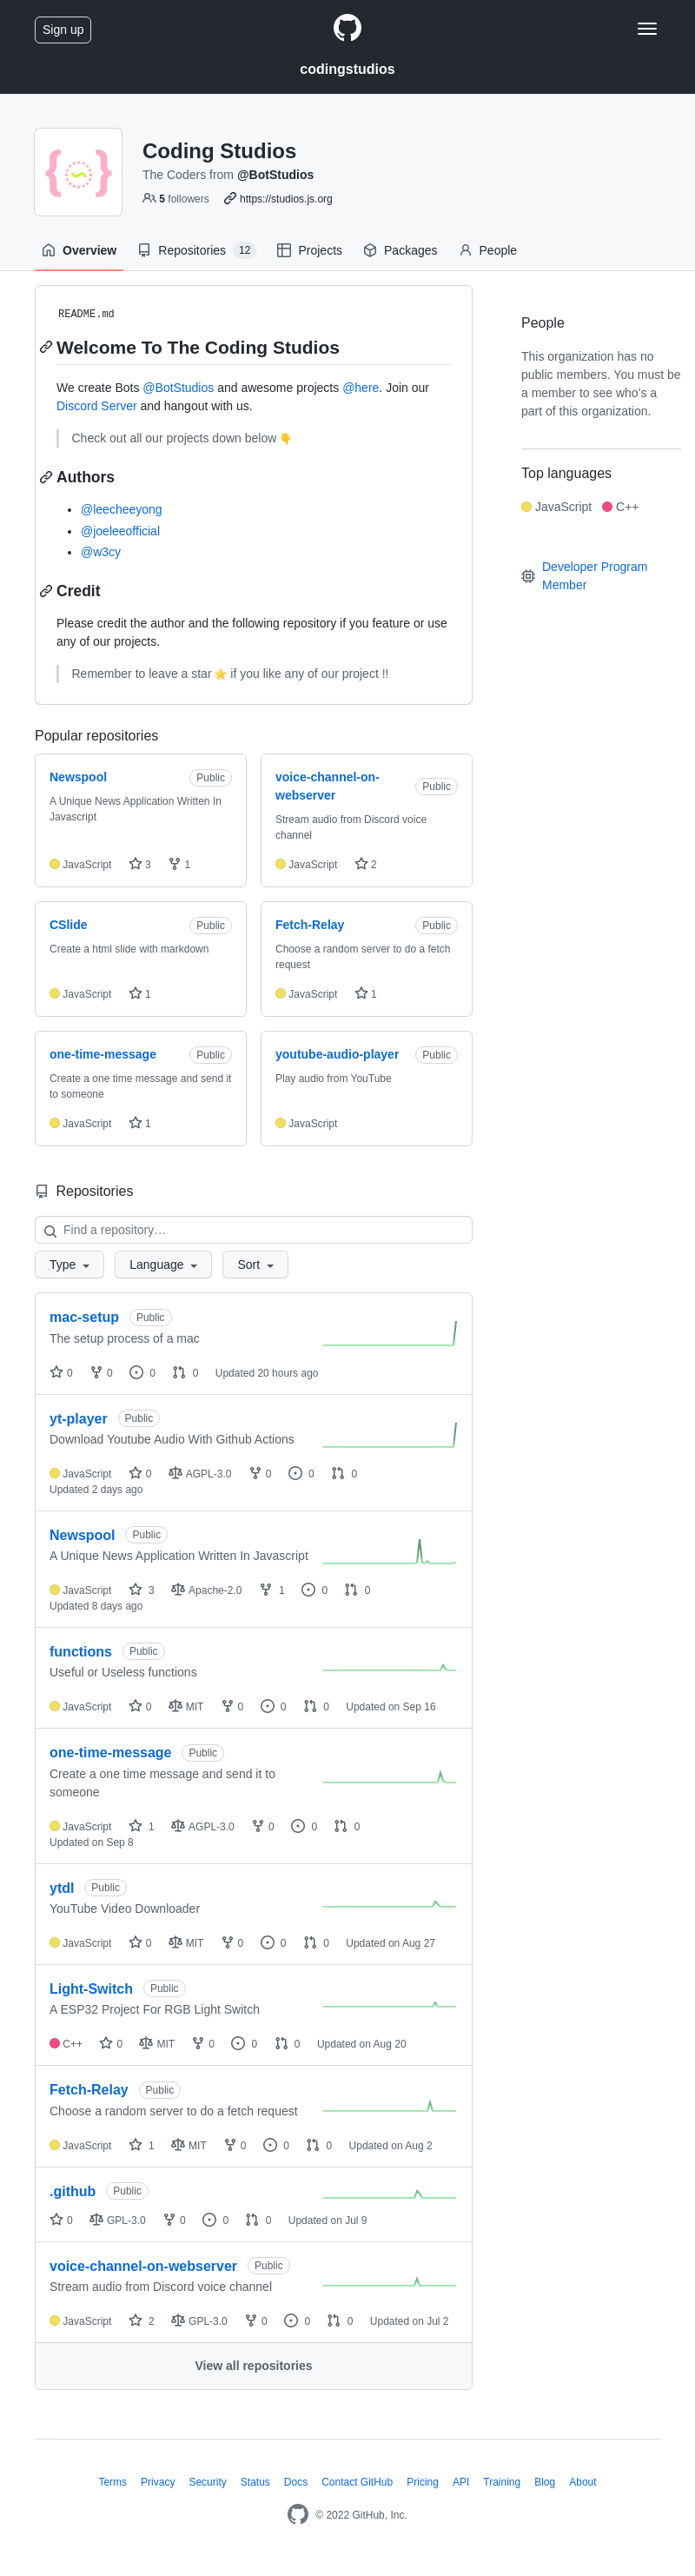 Sign up
codingstudios
Coding Studios
The Coders from @BotStudios
5 followers https://studios.js.org
Overview Repositories 12 Projects Packages People
README.md
Welcome To The Coding Studios
We create Bots @BotStudios and awesome projects @here. Join our
Discord Server and hangout with us.
Check out all our projects down below 👇
Authors
@leecheeyong
@joeleeofficial
@w3cy
Credit
Please credit the author and the following repository if you feature or use
any of our projects.
Remember to leave a star 🌟 if you like any of our project !!
People
This organization has no
public members. You must be
a member to see who's a
part of this organization.
Top languages
JavaScript C++
Developer Program
Member
Popular repositories
Newspool Public
A Unique News Application Written In
Javascript
JavaScript 3 1
voice-channel-on-
webserver
Public
Stream audio from Discord voice
channel
JavaScript 2
CSlide Public
Create a html slide with markdown
JavaScript 1
Fetch-Relay Public
Choose a random server to do a fetch
request
JavaScript 1
one-time-message Public
Create a one time message and send it
to someone
JavaScript 1
youtube-audio-player Public
Play audio from YouTube
JavaScript
Repositories
Find a repository…
Type Language Sort
mac-setup Public
The setup process of a mac
0 0 0 0 Updated 20 hours ago
yt-player Public
Download Youtube Audio With Github Actions
JavaScript 0 AGPL-3.0 0 0 0
Updated 2 days ago
Newspool Public
A Unique News Application Written In Javascript
JavaScript 3 Apache-2.0 1 0 0
Updated 8 days ago
functions Public
Useful or Useless functions
JavaScript 0 MIT 0 0 0 Updated on Sep 16
one-time-message Public
Create a one time message and send it to
someone
JavaScript 1 AGPL-3.0 0 0 0
Updated on Sep 8
ytdl Public
YouTube Video Downloader
JavaScript 0 MIT 0 0 0 Updated on Aug 27
Light-Switch Public
A ESP32 Project For RGB Light Switch
C++ 0 MIT 0 0 0 Updated on Aug 20
Fetch-Relay Public
Choose a random server to do a fetch request
JavaScript 1 MIT 0 0 0 Updated on Aug 2
.github Public
0 GPL-3.0 0 0 0 Updated on Jul 9
voice-channel-on-webserver Public
Stream audio from Discord voice channel
JavaScript 2 GPL-3.0 0 0 0 Updated on Jul 2
View all repositories
Terms Privacy Security Status Docs Contact GitHub Pricing API Training Blog About
© 2022 GitHub, Inc.